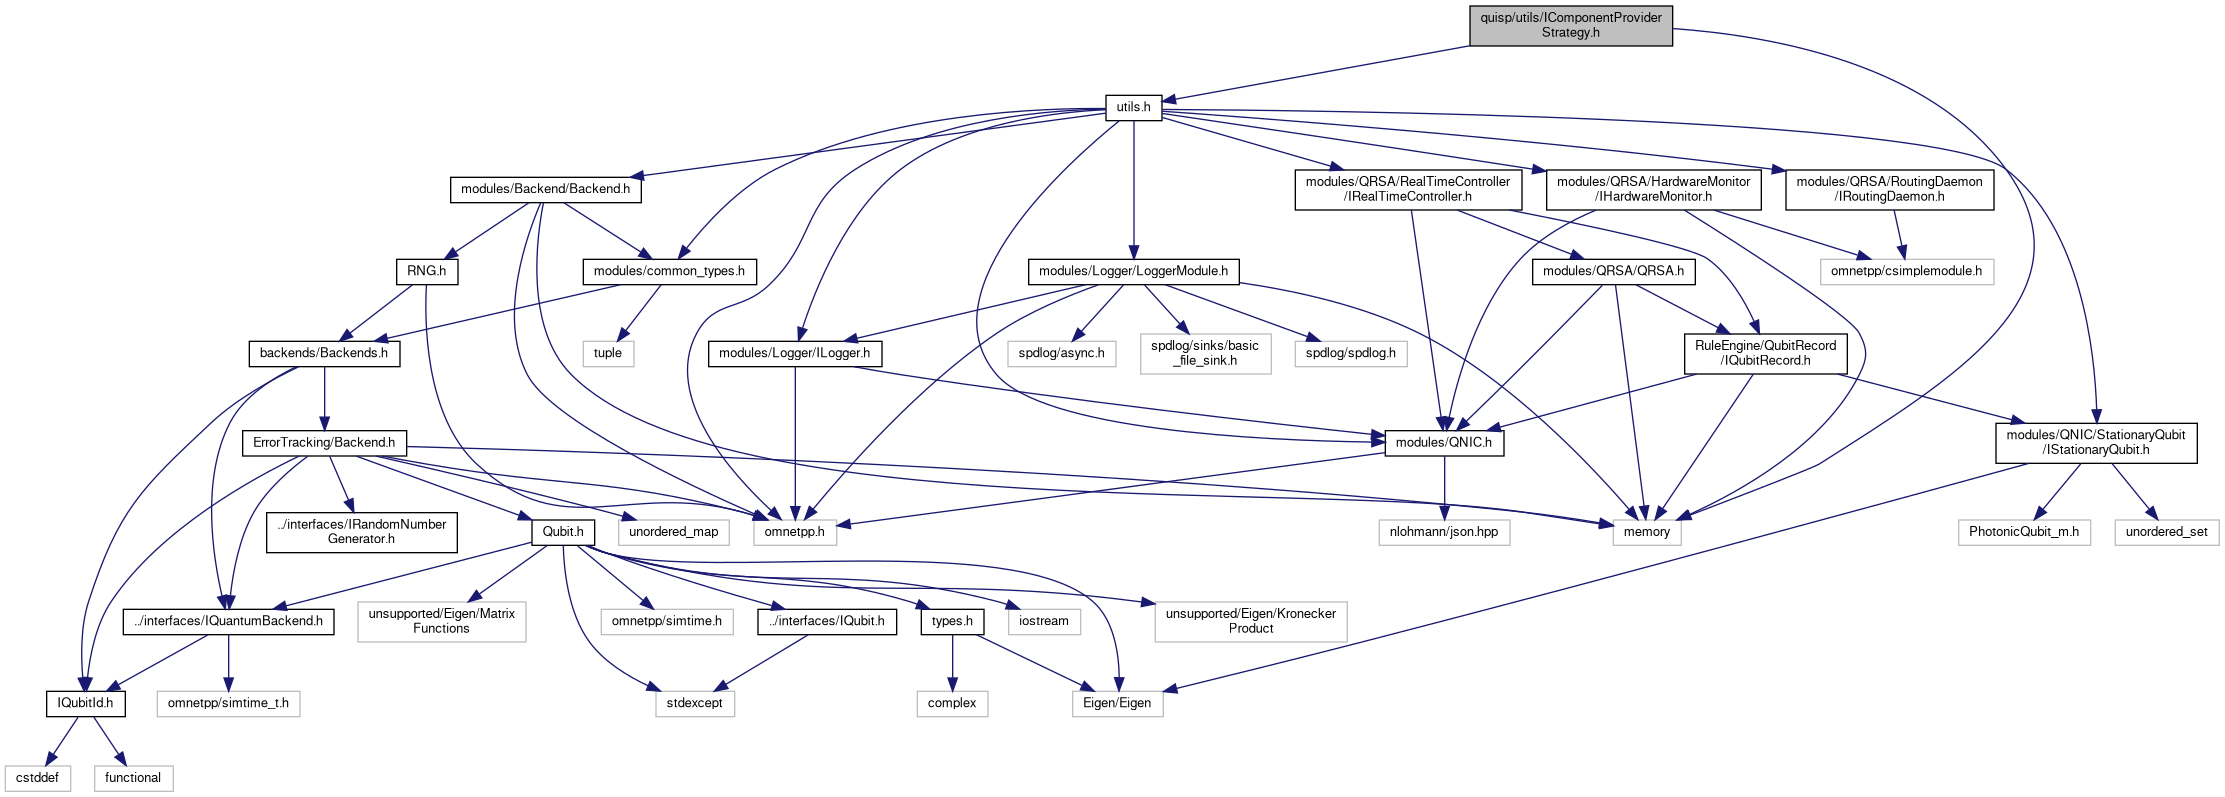 quisp/utils/IComponentProvider
Strategy.h
utils.h
modules/Backend/Backend.h
modules/QRSA/RealTimeController
/IRealTimeController.h
modules/QRSA/HardwareMonitor
/IHardwareMonitor.h
modules/QRSA/RoutingDaemon
/IRoutingDaemon.h
RNG.h
modules/common_types.h
modules/Logger/LoggerModule.h
modules/QRSA/QRSA.h
omnetpp/csimplemodule.h
backends/Backends.h
tuple
modules/Logger/ILogger.h
spdlog/async.h
spdlog/sinks/basic
_file_sink.h
spdlog/spdlog.h
RuleEngine/QubitRecord
/IQubitRecord.h
ErrorTracking/Backend.h
modules/QNIC.h
modules/QNIC/StationaryQubit
/IStationaryQubit.h
../interfaces/IRandomNumber
Generator.h
Qubit.h
unordered_map
omnetpp.h
nlohmann/json.hpp
memory
PhotonicQubit_m.h
unordered_set
../interfaces/IQuantumBackend.h
unsupported/Eigen/Matrix
Functions
omnetpp/simtime.h
../interfaces/IQubit.h
types.h
iostream
unsupported/Eigen/Kronecker
Product
IQubitId.h
omnetpp/simtime_t.h
stdexcept
complex
Eigen/Eigen
cstddef
functional